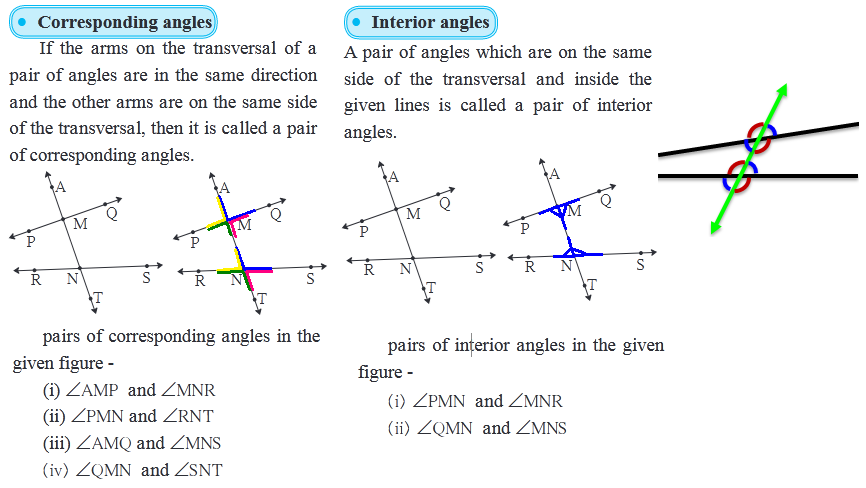 • Corresponding angles
If the arms on the transversal of a
pair of angles are in the same direction
and the other arms are on the same side
of the transversal, then it is called a pair
of corresponding angles.
A
M
Q
P
R
N
S
T
A
M
Q
P
R
N
S
T
pairs of corresponding angles in the
given figure -
(i) ∠AMP and ∠MNR
(ii) ∠PMN and ∠RNT
(iii) ∠AMQ and ∠MNS
(iv) ∠QMN and ∠SNT
• Interior angles
A pair of angles which are on the same
side of the transversal and inside the
given lines is called a pair of interior
angles.
A
M
Q
P
R
N
S
T
A
M
Q
P
R
N
S
T
pairs of interior angles in the given
figure -
(i) ∠PMN and ∠MNR
(ii) ∠QMN and ∠MNS